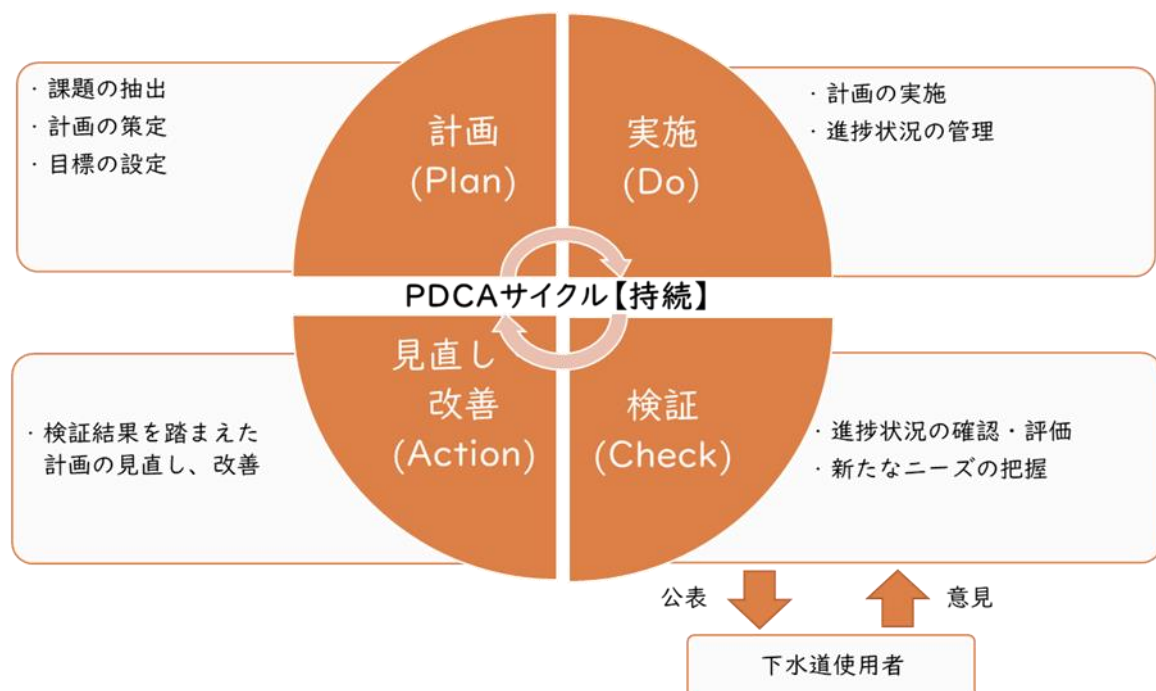 ・課題の抽出
・計画の策定
・目標の設定
計画
(Plan)
実施
(Do)
・計画の実施
・進捗状況の管理
PDCAサイクル【持続】
・検証結果を踏まえた
計画の見直し、改善
見直し
改善
(Action)
検証
(Check)
・進捗状況の確認・評価
・新たなニーズの把握
公表
意見
下水道使用者